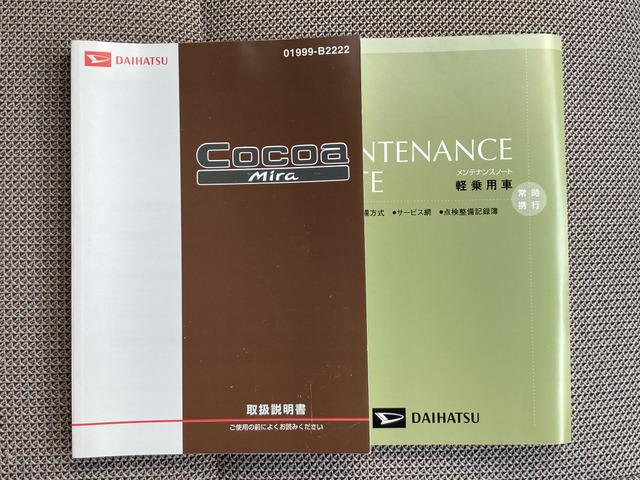 DAIHATSU
01999-B2222
Cocoa
Mira
取扱説明書
ご使用の前によくお読みください
NTENANCE
メンテナンスノート
TE
軽乗用車
常時
携行
備方式 ●サービス網 ●点検整備記録簿
DAIHATSU